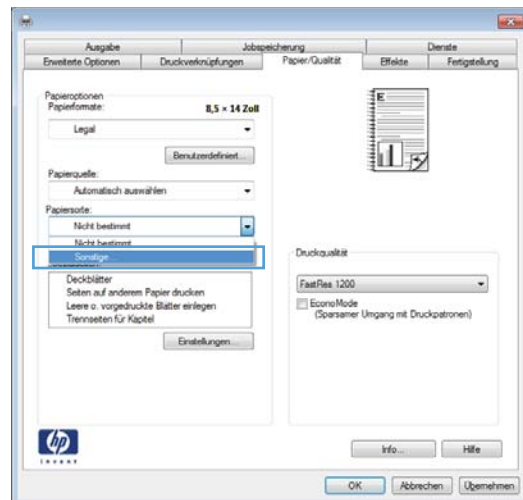 Ausgabe
Jobspeicherung
Dienste
Erweiterte Optionen
Druckverknüpfungen
Papier/Qualität
Effekte
Fertigstellung
Papieroptionen
Papierformate:
8,5 × 14 Zoll
Legal
Benutzerdefiniert...
Papierquelle:
Automatisch auswählen
Papiersorte:
Nicht bestimmt
Nicht bestimmt
Sonstige...
Deckblätter
Seiten auf anderem Papier drucken
Leere o. vorgedruckte Blätter einlegen
Trennseiten für Kapitel
Einstellungen...
E
Druckqualität
FastRes 1200
EconoMode
(Sparsamer Umgang mit Druckpatronen)
hp
invent
Info...
Hilfe
OK
Abbrechen
Übernehmen